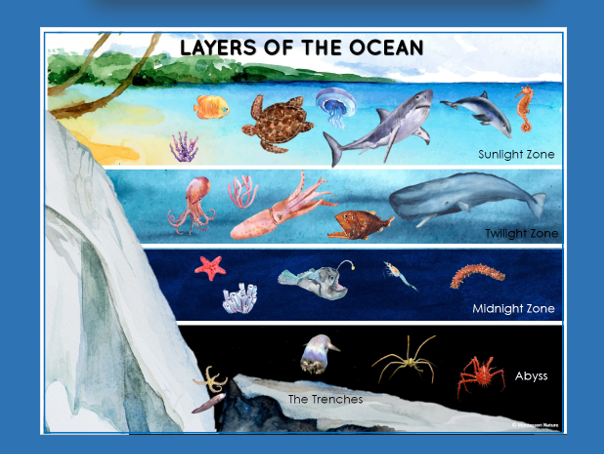 LAYERS OF THE OCEAN
Sunlight Zone
Twilight Zone
Midnight Zone
Abyss
The Trenches